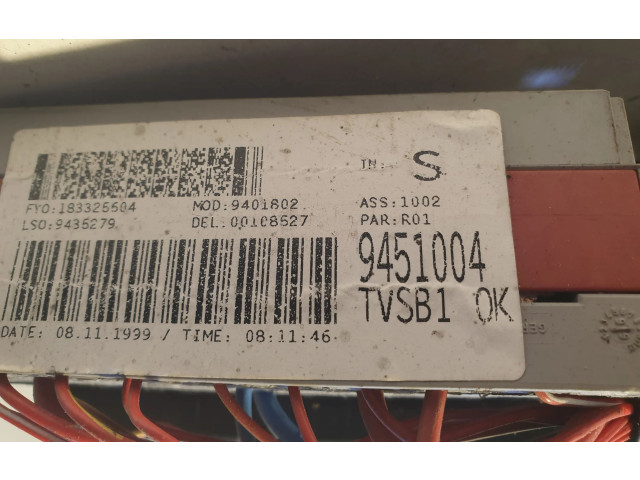 IN: S
FYO:183325604 MOD:9401802 ASS:1002
LSO:9435279 DEL:00108527 PAR:R01
9451004
TVSB1 OK
DATE: 08.11.1999 / TIME: 08:11:46